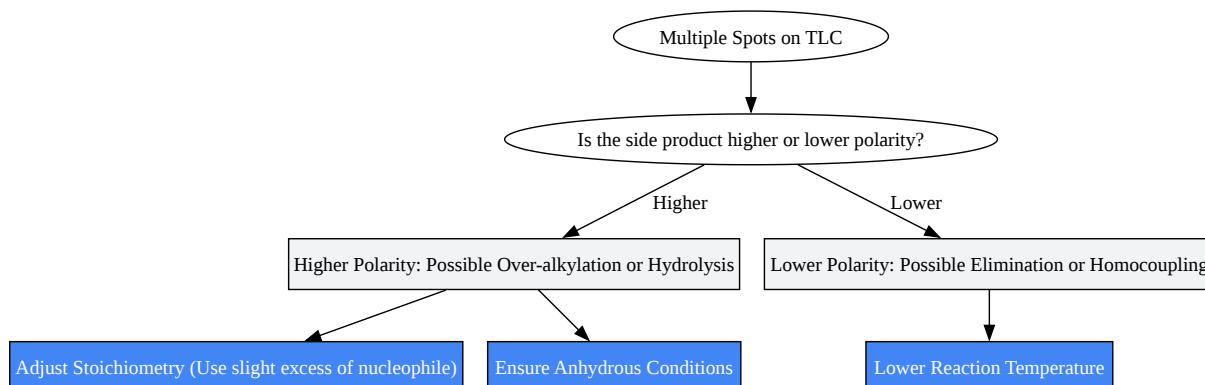 Multiple Spots on TLC
Is the side product higher or lower polarity?
Higher
Lower
Higher Polarity: Possible Over-alkylation or Hydrolysis
Lower Polarity: Possible Elimination or Homocoupling
Adjust Stoichiometry (Use slight excess of nucleophile)
Ensure Anhydrous Conditions
Lower Reaction Temperature